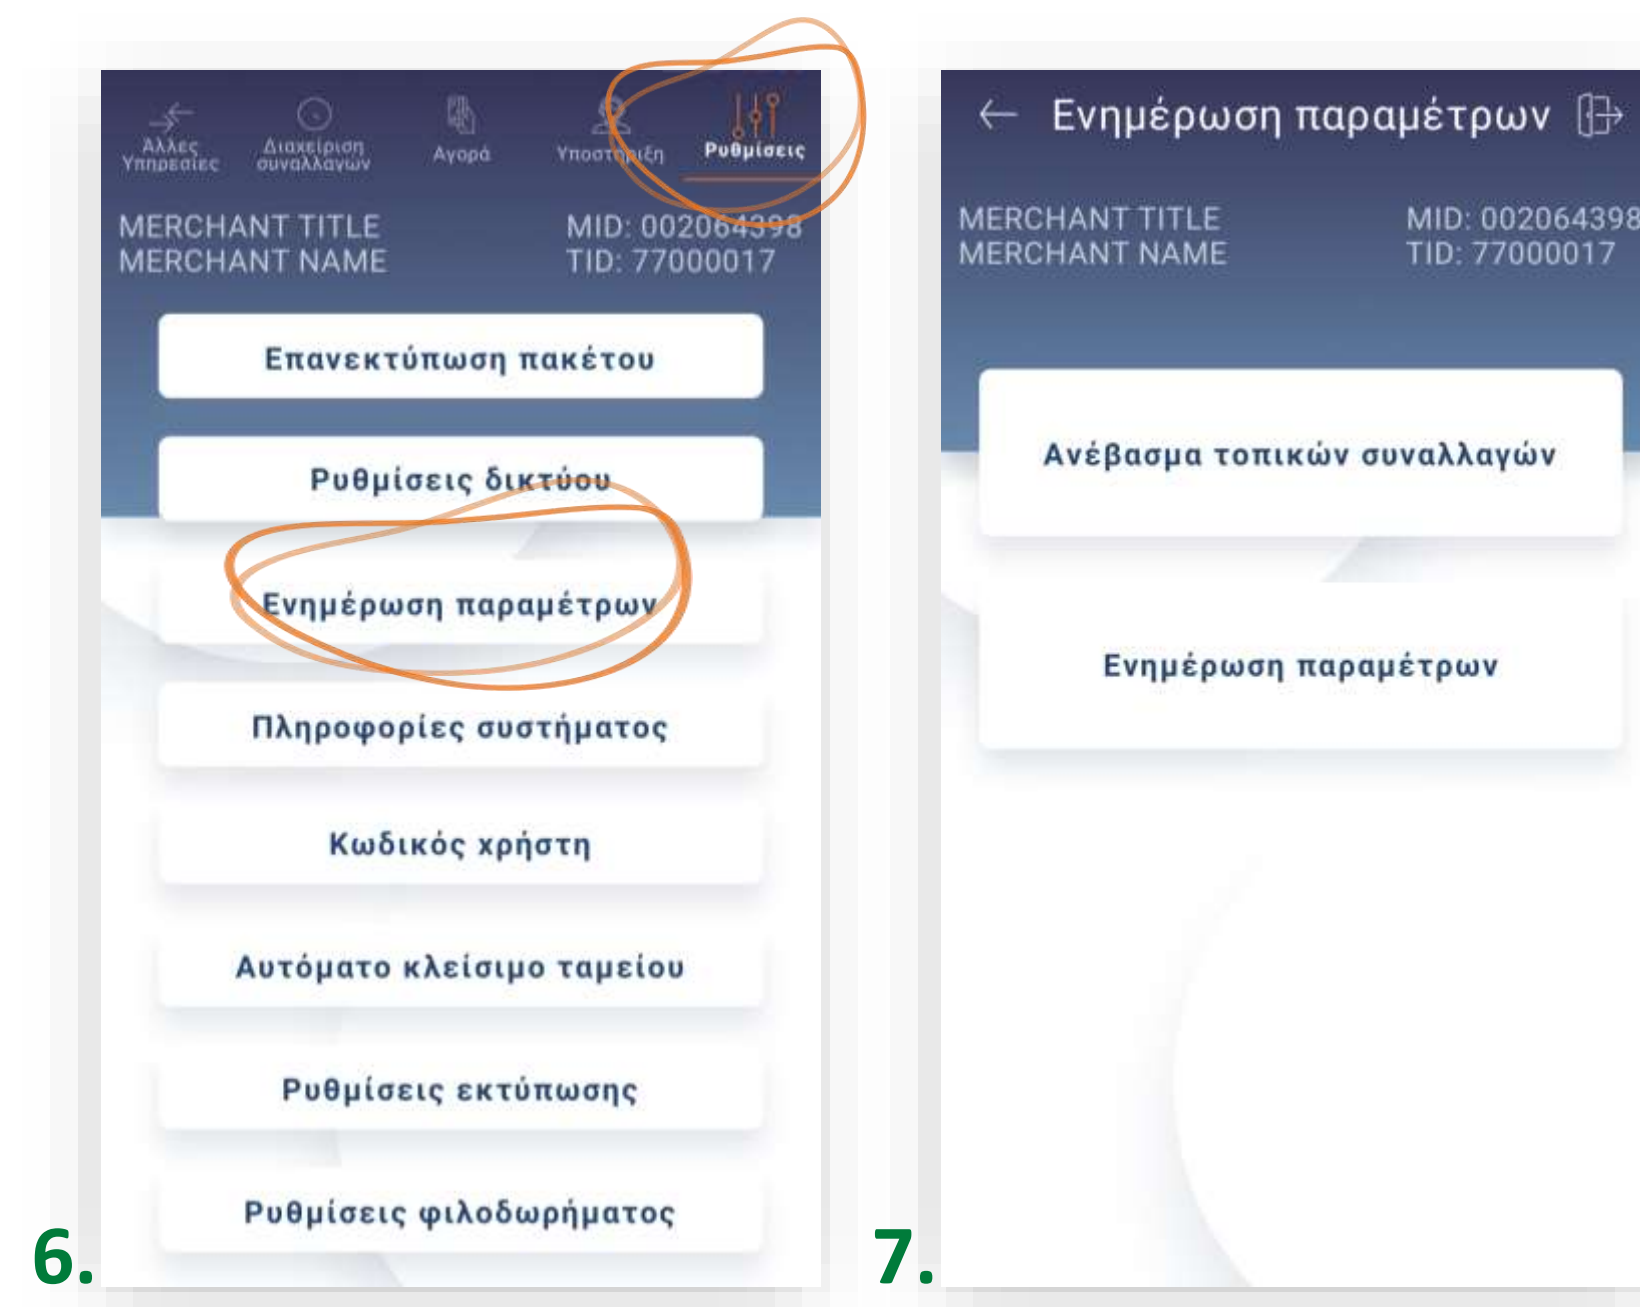 Άλλες Υπηρεσίες
Διαχείριση συναλλαγών
Αγορά
Υποστήριξη
Ρυθμίσεις
MERCHANT TITLE
MID: 002064398
MERCHANT NAME
TID: 77000017
Επανεκτύπωση πακέτου
Ρυθμίσεις δικτύου
Ενημέρωση παραμέτρων
Πληροφορίες συστήματος
Κωδικός χρήστη
Αυτόματο κλείσιμο ταμείου
Ρυθμίσεις εκτύπωσης
Ρυθμίσεις φιλοδωρήματος
6.
Ενημέρωση παραμέτρων
MERCHANT TITLE
MID: 002064398
MERCHANT NAME
TID: 77000017
Ανέβασμα τοπικών συναλλαγών
Ενημέρωση παραμέτρων
7.